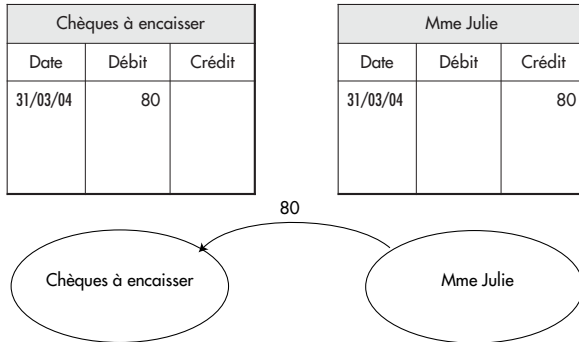 Chèques à encaisser
Date Débit Crédit
31/03/04 80
Mme Julie
Date Débit Crédit
31/03/04 80
80
Chèques à encaisser
Mme Julie